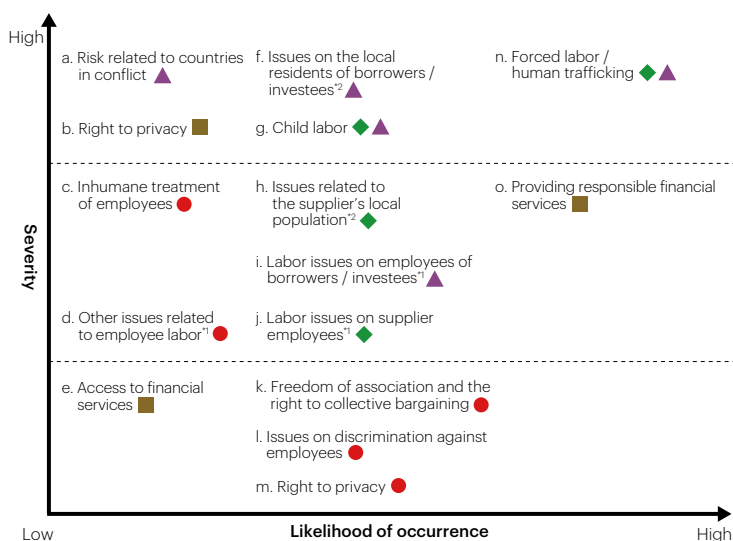 High
Severity
a. Risk related to countries
in conflict
b. Right to privacy
c. Inhumane treatment
of employees
d. Other issues related
to employee labor*1
e. Access to financial
services
f. Issues on the local
residents of borrowers /
investees*2
g. Child labor
h. Issues related to
the supplier's local
population*2
i. Labor issues on employees of
borrowers / investees*1
j. Labor issues on supplier
employees*1
k. Freedom of association and the
right to collective bargaining
l. Issues on discrimination against
employees
m. Right to privacy
n. Forced labor /
human trafficking
o. Providing responsible financial
services
Low
Likelihood of occurrence
High